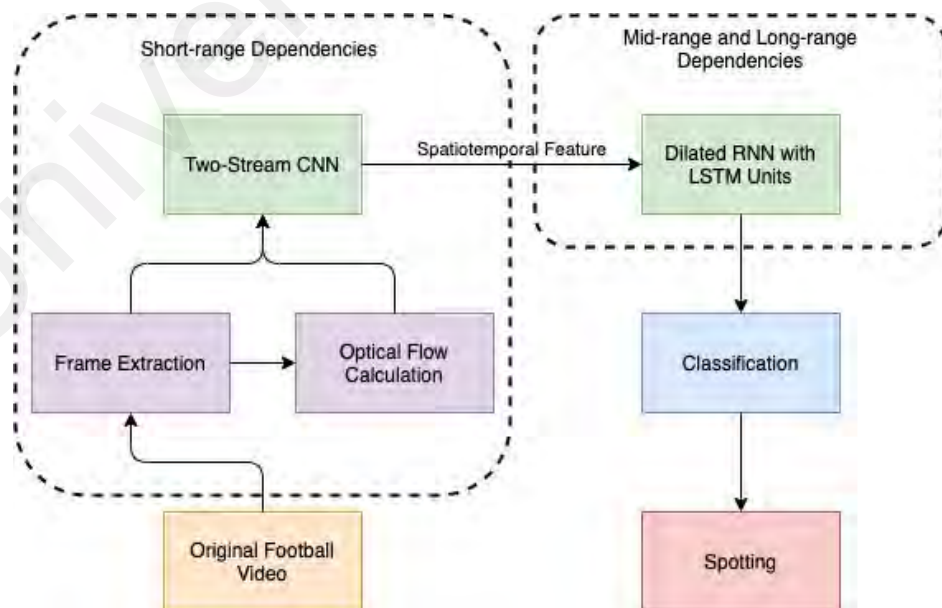 Short-range Dependencies
Mid-range and Long-range
Dependencies
Two-Stream CNN
Spatiotemporal Feature
Dilated RNN with
LSTM Units
Frame Extraction
Optical Flow
Calculation
Classification
Original Football
Video
Spotting